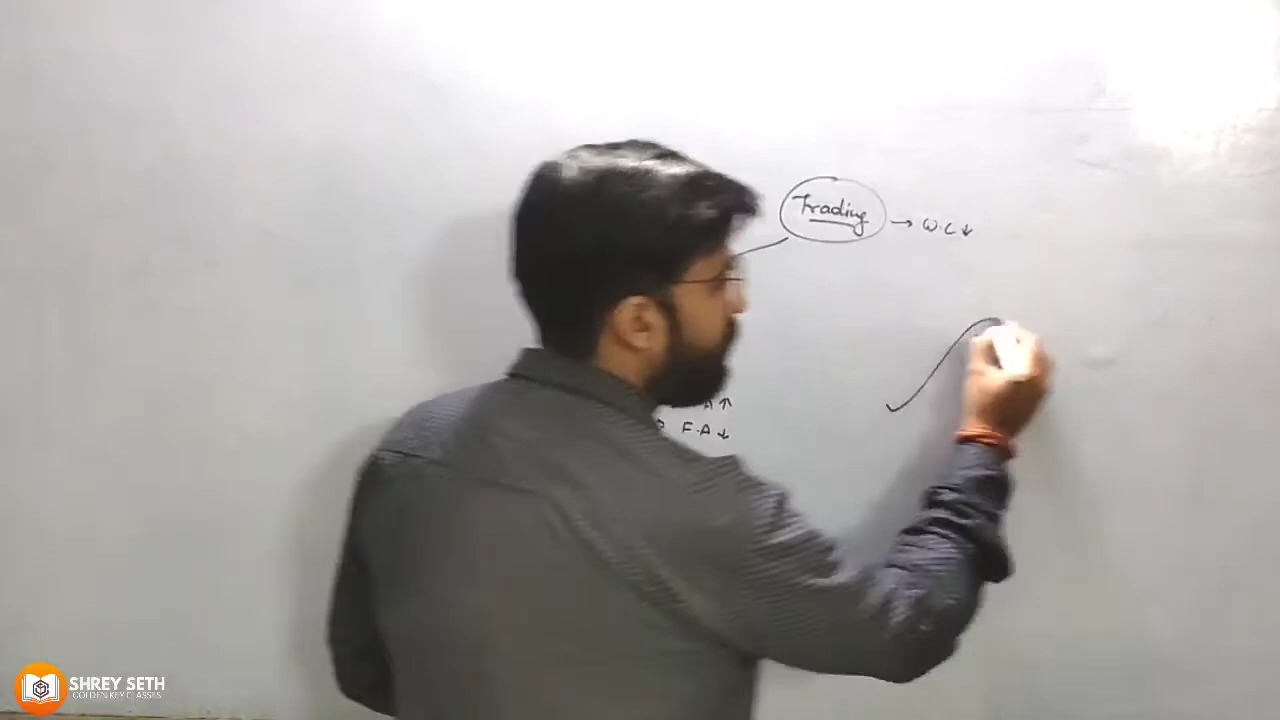 Trading → W.C↓
A↑
F.A↓
SHREY SETH
GOLDEN KEY CLASSES